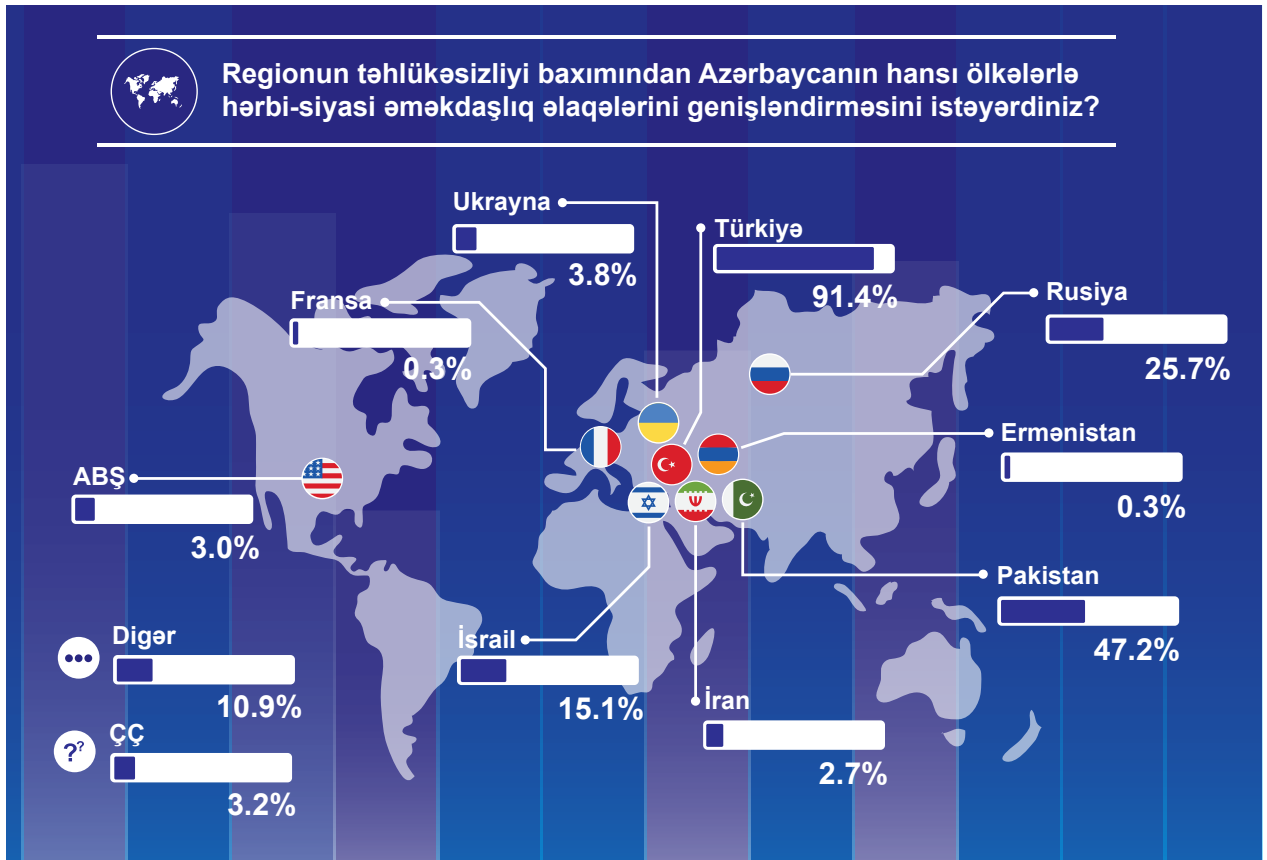 Regionun təhlükəsizliyi baxımından Azərbaycanın hansı ölkələrlə
hərbi-siyasi əməkdaşlıq əlaqələrini genişləndirməsini istəyərdiniz?
Ukrayna
3.8%
Türkiyə
91.4%
Fransa
0.3%
Rusiya
25.7%
Ermənistan
0.3%
ABŞ
3.0%
Pakistan
47.2%
Digər
10.9%
İsrail
15.1%
İran
2.7%
??
ÇÇ
3.2%